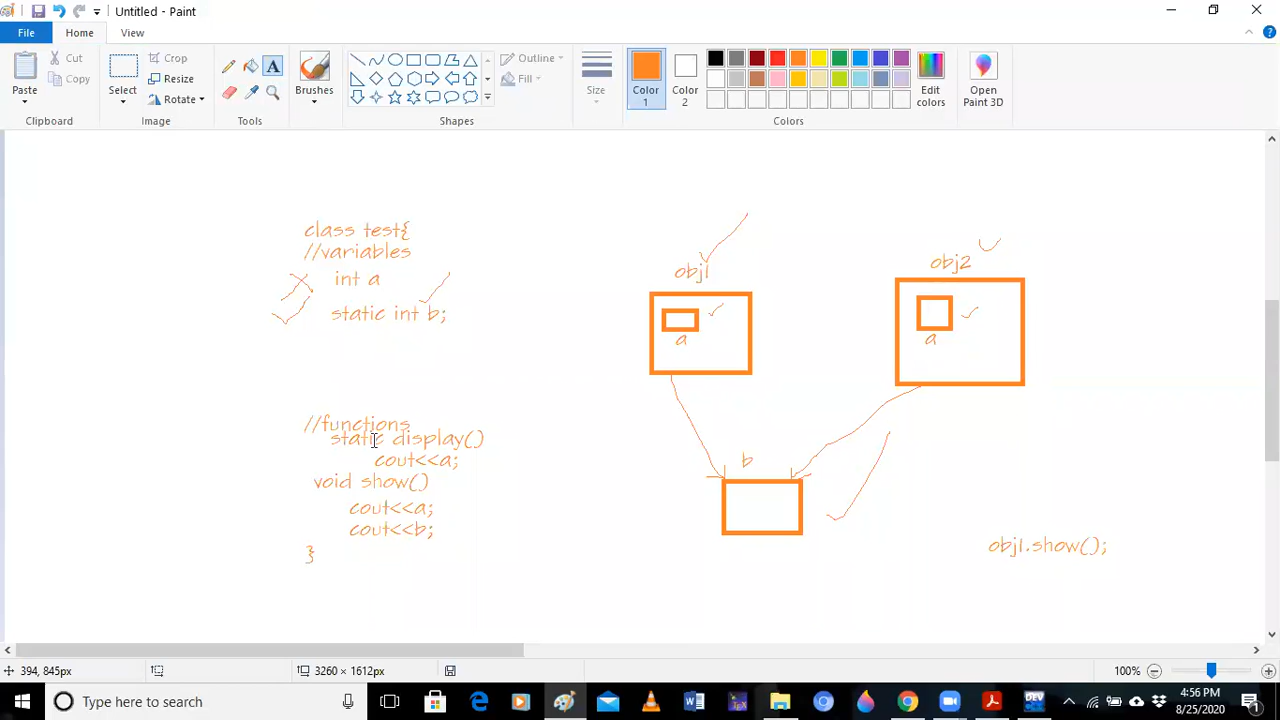 Untitled - Paint
File
Home
View
Paste
Cut
Copy
Clipboard
Select
Crop
Resize
Rotate
Image
Tools
Brushes
Shapes
Outline
Fill
Size
Color 1
Color 2
Colors
Edit colors
Open Paint 3D
class test{
//variables
int a
static int b;
//functions
static display()
cout<<a;
void show()
cout<<a;
cout<<b;
}
obj1
a
obj2
a
b
obj1.show();
394, 845px
3260 × 1612px
100%
Type here to search
DEV
4:56 PM
8/25/2020